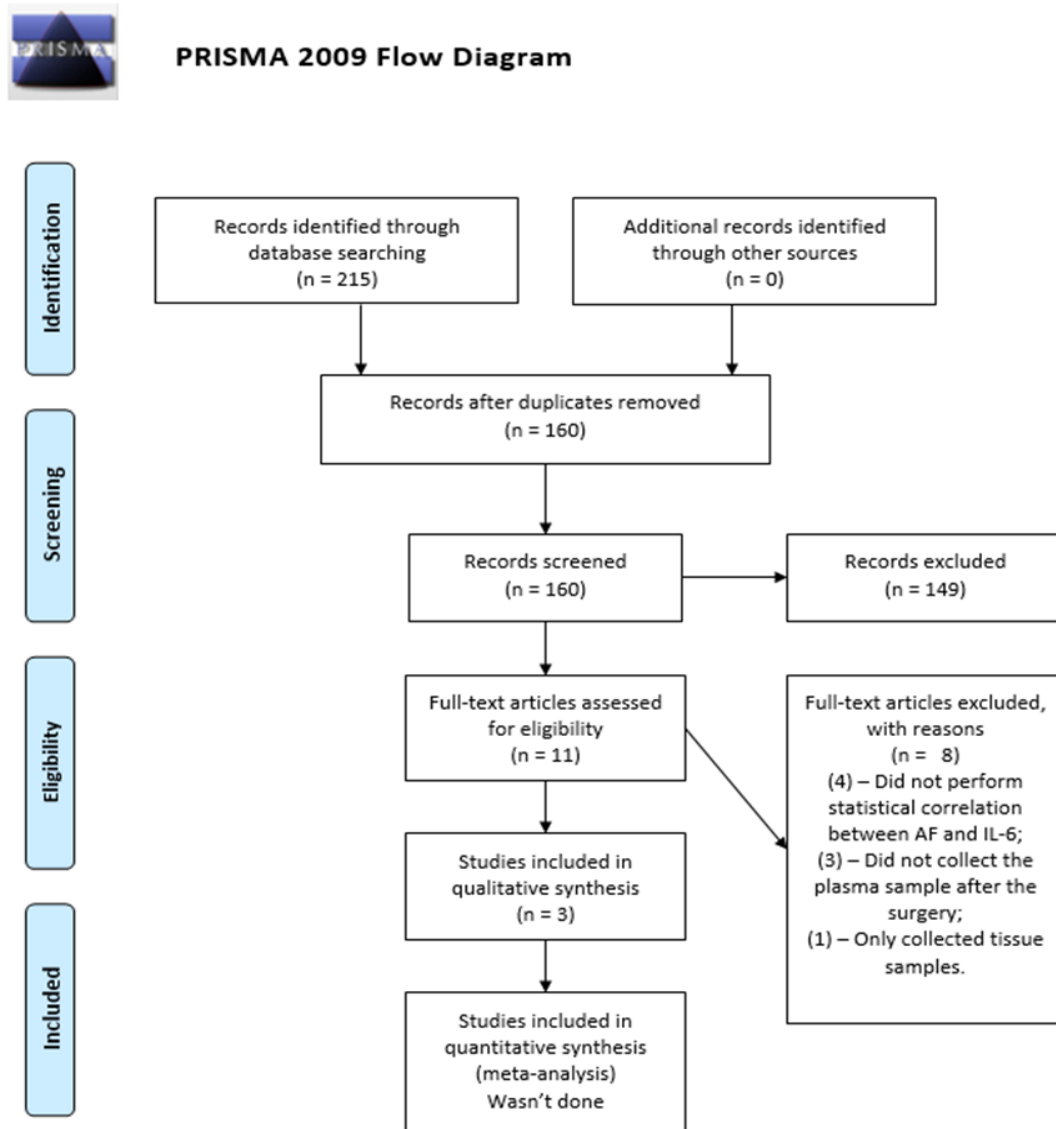 PRISMA
PRISMA 2009 Flow Diagram
Identification
Records identified through
database searching
(n = 215)
Additional records identified
through other sources
(n = 0)
Records after duplicates removed
(n = 160)
Screening
Records screened
(n = 160)
Records excluded
(n = 149)
Eligibility
Full-text articles assessed
for eligibility
(n = 11)
Full-text articles excluded,
with reasons
(n = 8)
(4) – Did not perform
statistical correlation
between AF and IL-6;
(3) – Did not collect the
plasma sample after the
surgery;
(1) – Only collected tissue
samples.
Studies included in
qualitative synthesis
(n = 3)
Included
Studies included in
quantitative synthesis
(meta-analysis)
Wasn’t done